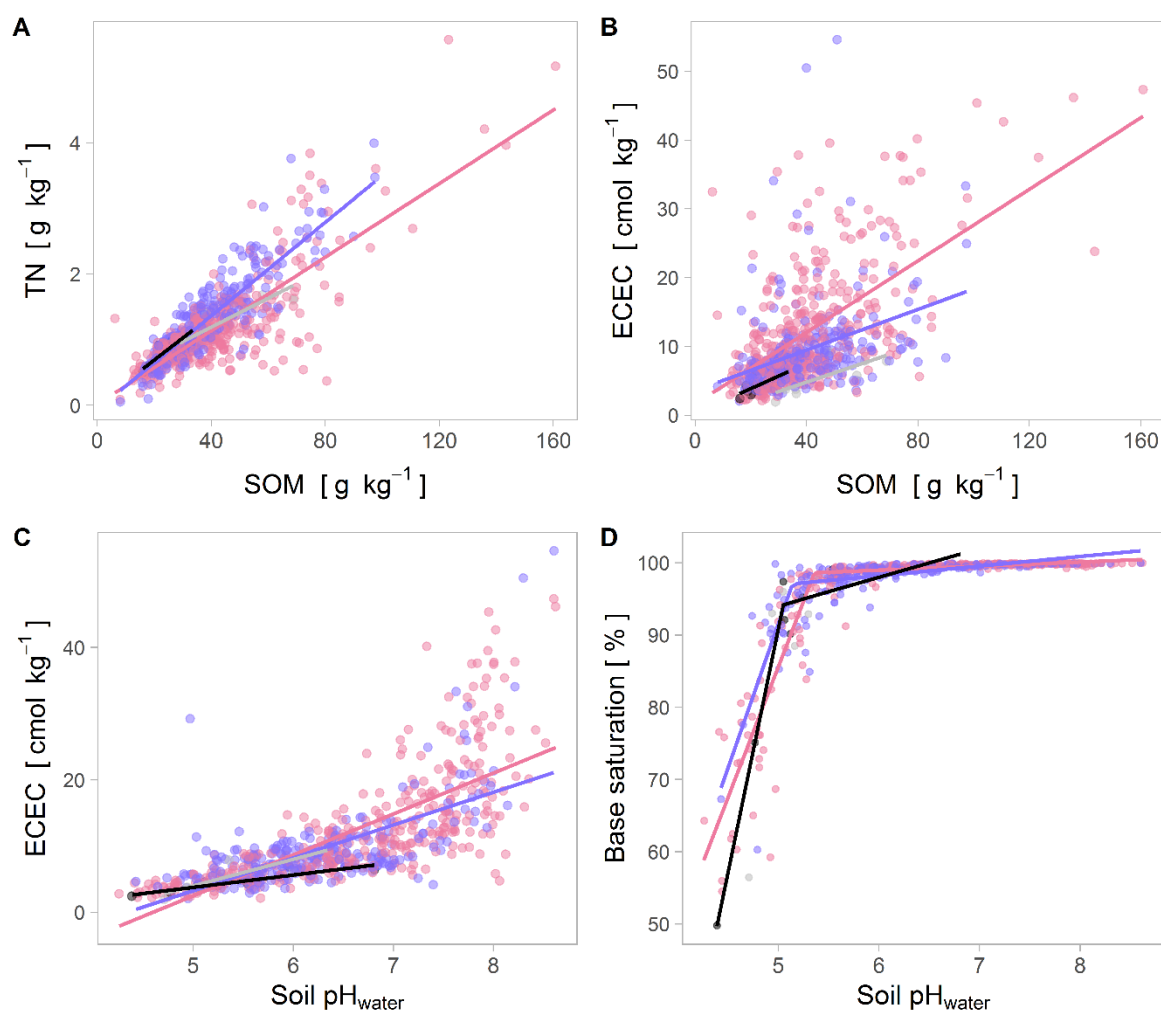 A
TN [ g kg⁻¹ ]
4
2
0
0 40 80 120 160
SOM [ g kg⁻¹ ]
B
ECEC [ cmol kg⁻¹ ]
50
40
30
20
10
0
0 40 80 120 160
SOM [ g kg⁻¹ ]
C
ECEC [ cmol kg⁻¹ ]
40
20
0
5 6 7 8
Soil pHwater
D
Base saturation [ % ]
100
90
80
70
60
50
5 6 7 8
Soil pHwater